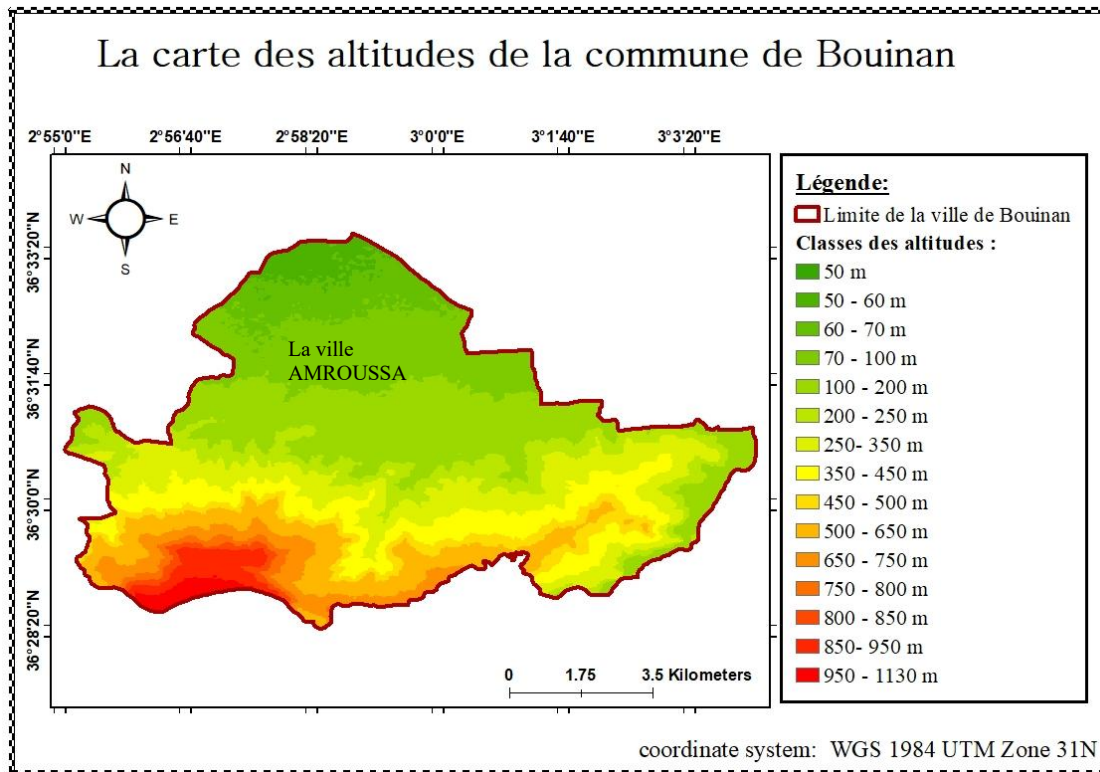 La carte des altitudes de la commune de Bouinan
2°55'0"E 2°56'40"E 2°58'20"E 3°0'0"E 3°1'40"E 3°3'20"E
36°33'20"N
36°31'40"N
36°30'0"N
36°28'20"N
N
W E
S
La ville
AMROUSSA
0 1.75 3.5 Kilometers
Légende:
Limite de la ville de Bouinan
Classes des altitudes :
50 m
50 - 60 m
60 - 70 m
70 - 100 m
100 - 200 m
200 - 250 m
250- 350 m
350 - 450 m
450 - 500 m
500 - 650 m
650 - 750 m
750 - 800 m
800 - 850 m
850- 950 m
950 - 1130 m
coordinate system: WGS 1984 UTM Zone 31N